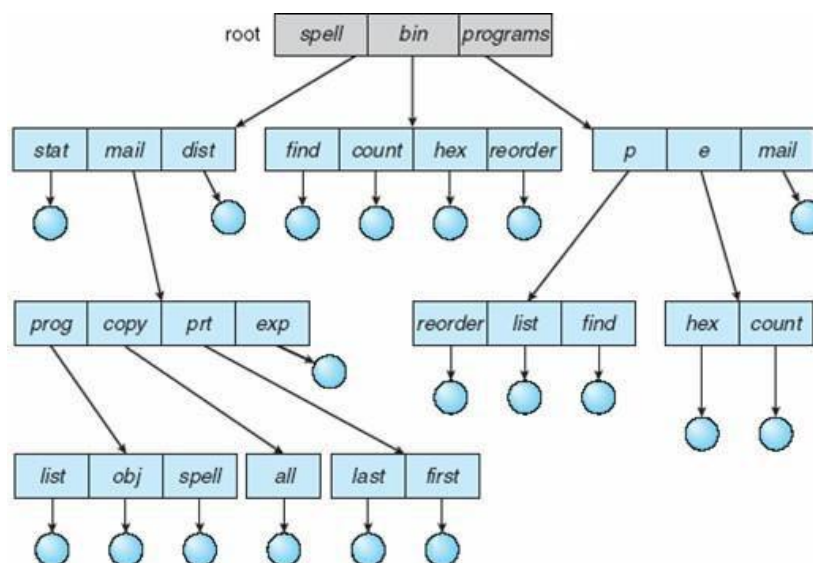 root spell bin programs
stat mail dist find count hex reorder p e mail
prog copy prt exp reorder list find hex count
list obj spell all last first